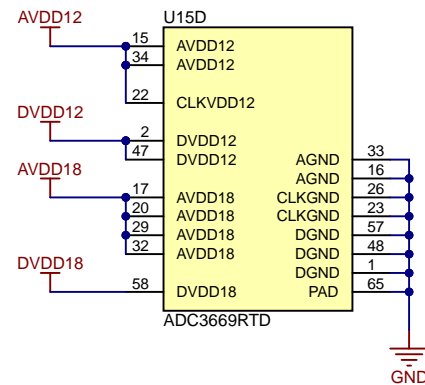 AVDD12
U15D
15 AVDD12
34 AVDD12
22 CLKVDD12
DVDD12
2 DVDD12
47 DVDD12
AGND 33
AVDD18
AGND 16
17 AVDD18
CLKGND 26
20 AVDD18
CLKGND 23
29 AVDD18
DGND 57
32 AVDD18
DGND 48
DVDD18
DGND 1
58 DVDD18
PAD 65
ADC3669RTD
GND